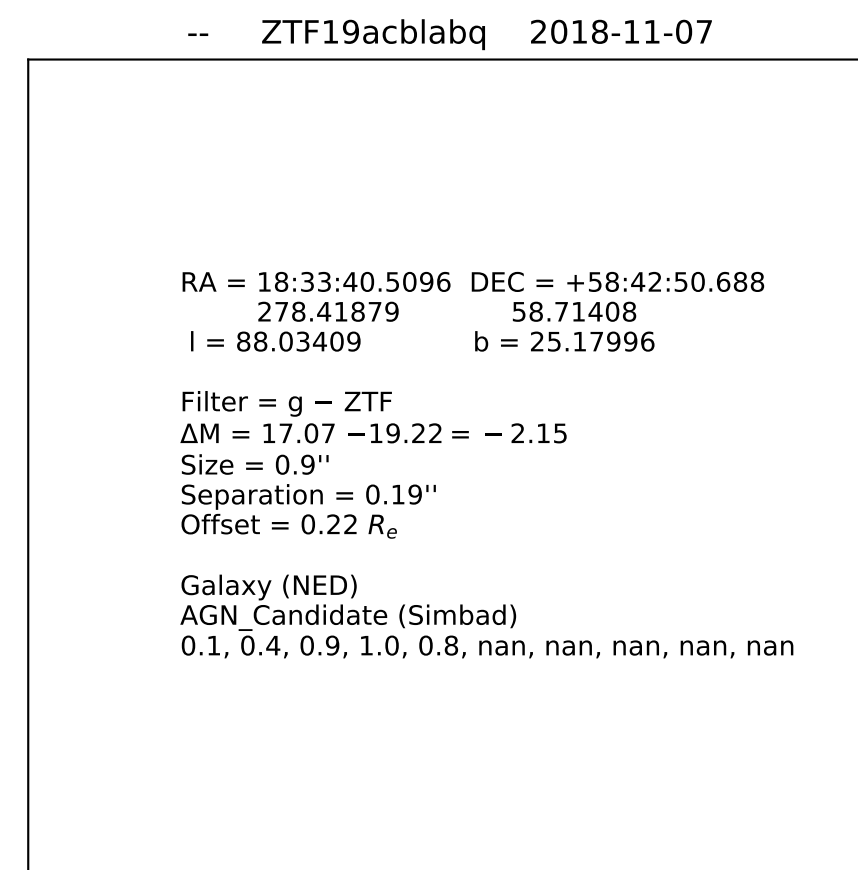 --  ZTF19acblabq  2018-11-07
RA = 18:33:40.5096  DEC = +58:42:50.688
278.41879  58.71408
l = 88.03409  b = 25.17996
Filter = g − ZTF
ΔM = 17.07 −19.22 = −2.15
Size = 0.9''
Separation = 0.19''
Offset = 0.22 Re
Galaxy (NED)
AGN_Candidate (Simbad)
0.1, 0.4, 0.9, 1.0, 0.8, nan, nan, nan, nan, nan